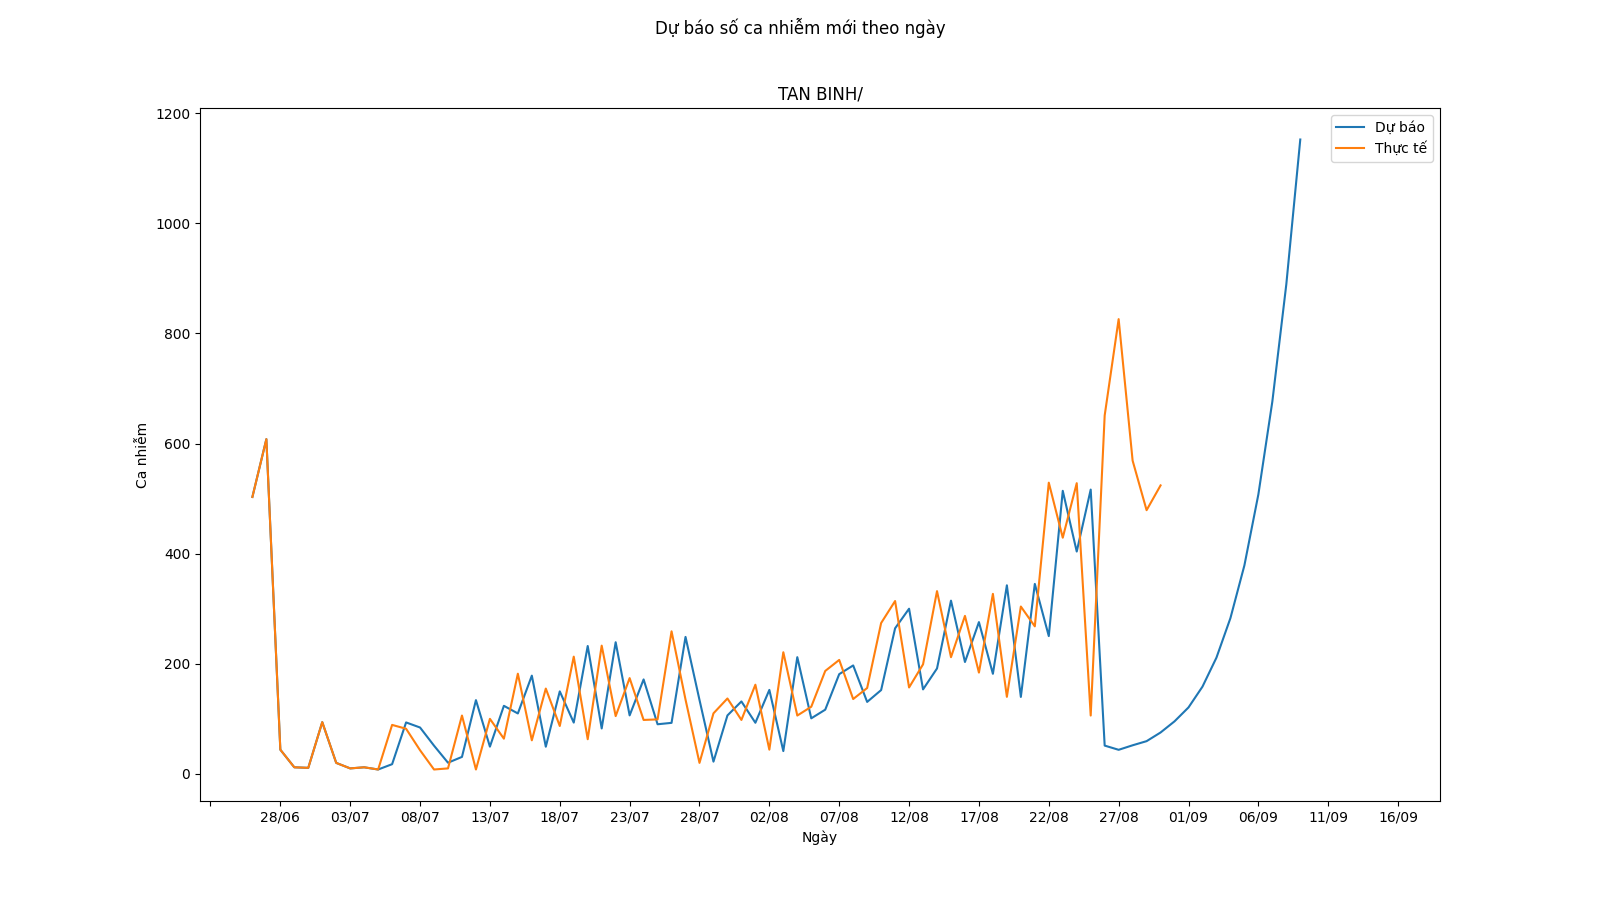 Dự báo số ca nhiễm mới theo ngày
TAN BINH/
Dự báo
Thực tế
1200
1000
800
600
400
200
0
Ca nhiễm
28/06 03/07 08/07 13/07 18/07 23/07 28/07 02/08 07/08 12/08 17/08 22/08 27/08 01/09 06/09 11/09 16/09
Ngày